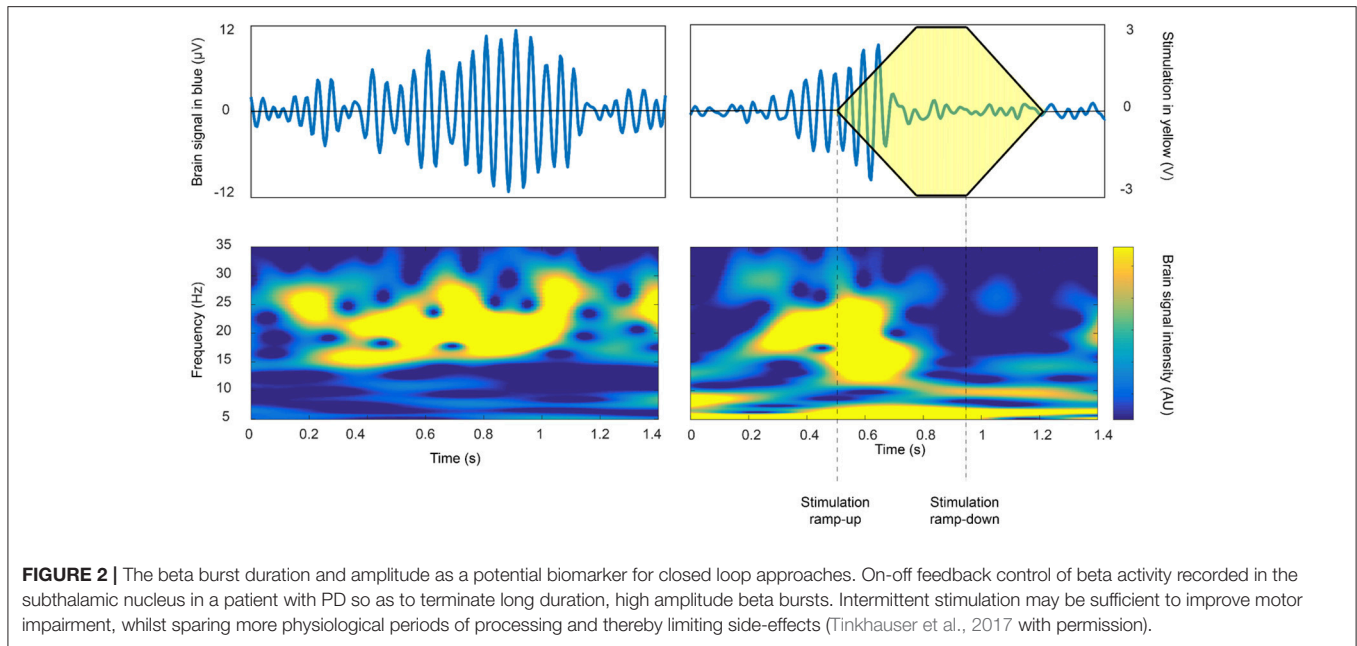 12
0
-12
Brain signal in blue (µV)
3
0
-3
Stimulation in yellow (V)
35
30
25
20
15
10
5
Frequency (Hz)
0 0.2 0.4 0.6 0.8 1 1.2 1.4
Time (s)
0 0.2 0.4 0.6 0.8 1 1.2 1.4
Time (s)
Brain signal intensity (AU)
Stimulation
ramp-up
Stimulation
ramp-down
FIGURE 2 | The beta burst duration and amplitude as a potential biomarker for closed loop approaches. On-off feedback control of beta activity recorded in the
subthalamic nucleus in a patient with PD so as to terminate long duration, high amplitude beta bursts. Intermittent stimulation may be sufficient to improve motor
impairment, whilst sparing more physiological periods of processing and thereby limiting side-effects (Tinkhauser et al., 2017 with permission).